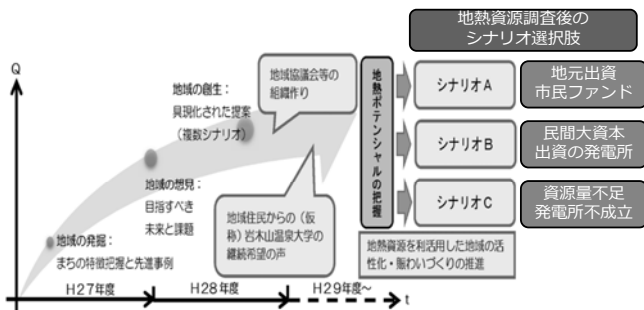 地熱資源調査後の
シナリオ選択肢
Q
地域の創生：
具現化された提案
（複数シナリオ）
地域協議会等の
組織作り
地熱ポテンシャルの把握
シナリオA
地元出資
市民ファンド
シナリオB
民間大資本
出資の発電所
シナリオC
資源量不足
発電所不成立
地域の想見：
目指すべき
未来と課題
地域住民からの（仮
称）岩木山温泉大学の
継続希望の声
地域の発掘：
まちの特徴把握と先進事例
地熱資源を利活用した地域の活
性化・賑わいづくりの推進
H27年度
H28年度
H29年度～
t